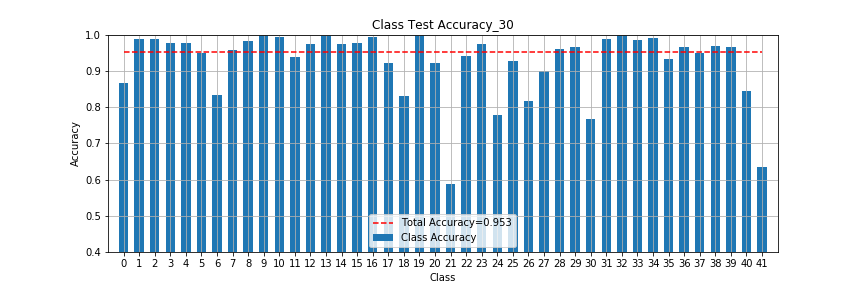 Class Test Accuracy_30
1.0
0.9
0.8
0.7
0.6
0.5
0.4
Accuracy
Total Accuracy=0.953
Class Accuracy
0 1 2 3 4 5 6 7 8 9 10 11 12 13 14 15 16 17 18 19 20 21 22 23 24 25 26 27 28 29 30 31 32 33 34 35 36 37 38 39 40 41
Class